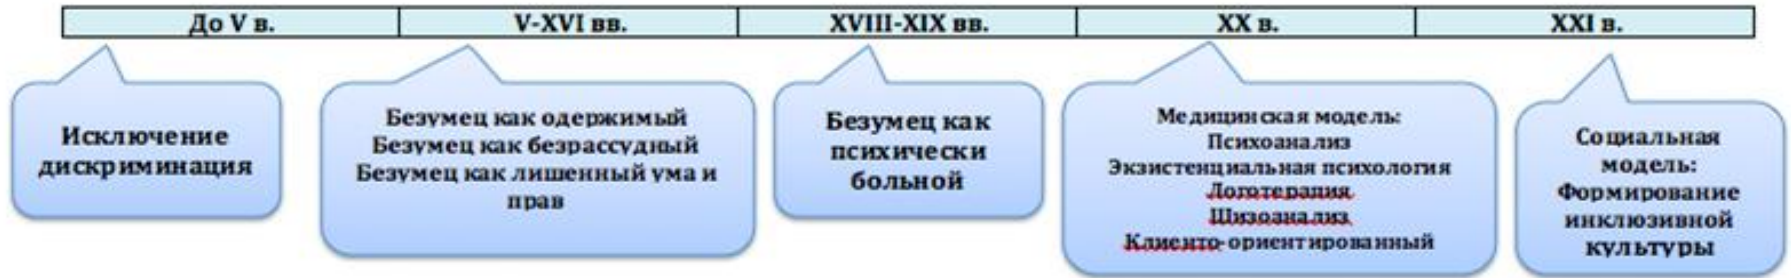 До V в.
V-XVI вв.
XVIII-XIX вв.
XX в.
XXI в.
Исключение
дискриминация
Безумец как одержимый
Безумец как безрассудный
Безумец как лишенный ума и
прав
Безумец как
психически
больной
Медицинская модель:
Психоанализ
Экзистенциальная психология
Логотерапия
Шизоанализ
Клиенто-ориентированный
Социальная
модель:
Формирование
инклюзивной
культуры